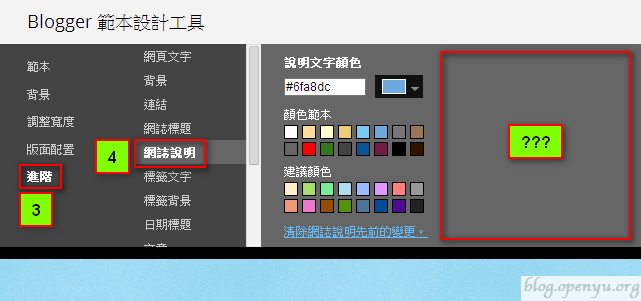 Blogger 範本設計工具
範本
背景
調整寬度
版面配置
進階
3
網頁文字
背景
連結
網誌標題
4
網誌說明
標籤文字
標籤背景
日期標題
說明文字顏色
#6fa8dc
顏色範本
建議顏色
清除網誌說明先前的變更。
???
blog.openyu.org